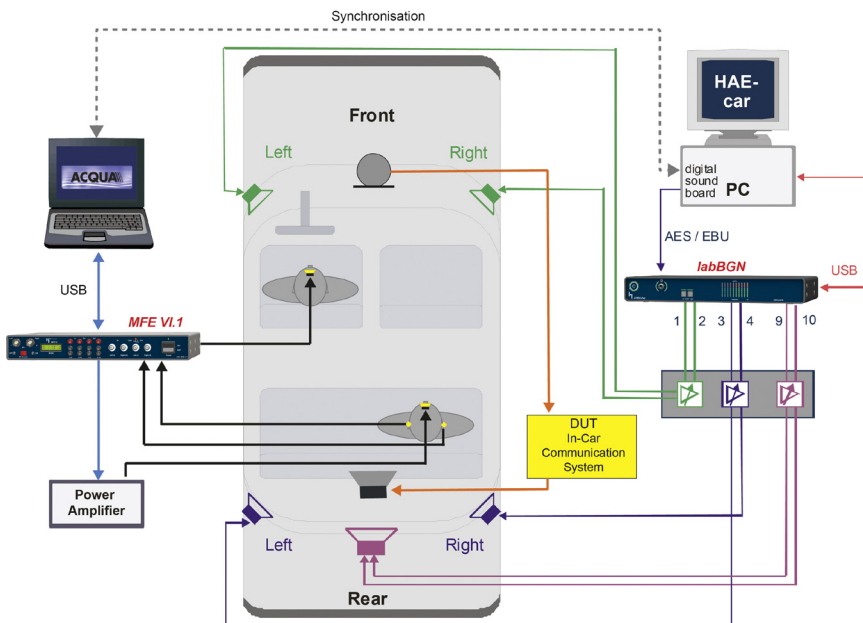 Synchronisation
HAE-
car
Front
Left
Right
ACQUA
digital
sound
board
PC
AES / EBU
USB
labBGN
USB
MFE VI.1
1
2
3
4
9
10
DUT
In-Car
Communication
System
Power
Amplifier
Left
Right
Rear